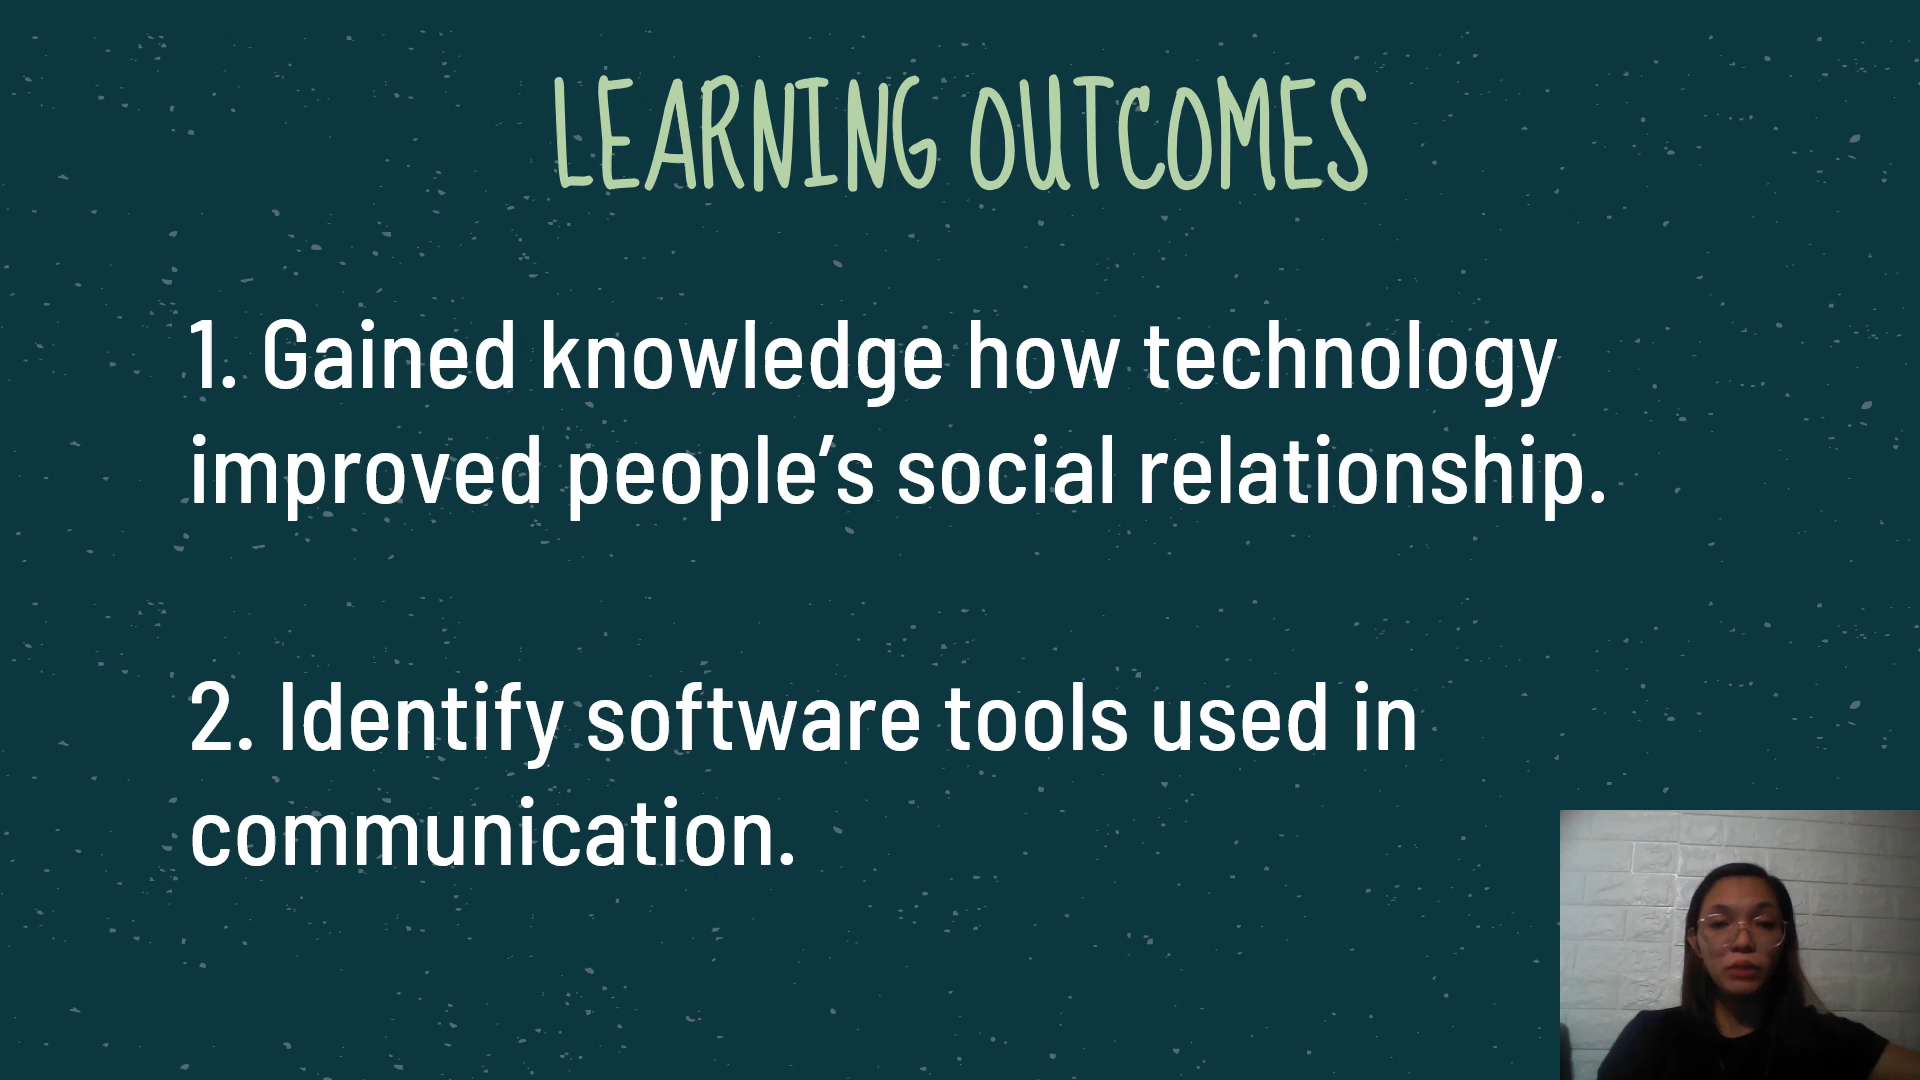 LEARNING OUTCOMES
1. Gained knowledge how technology
improved people’s social relationship.
2. Identify software tools used in
communication.